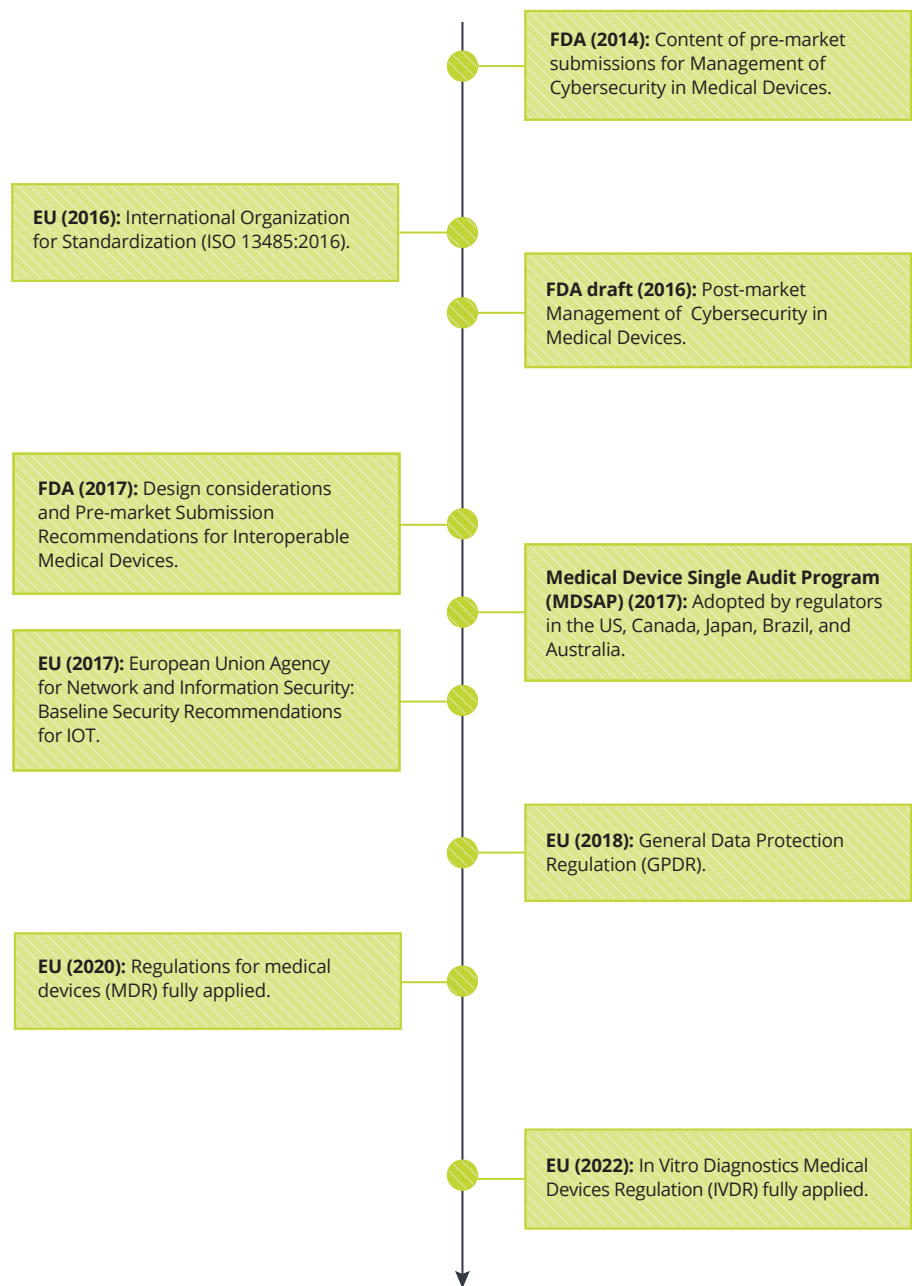 FDA (2014): Content of pre-market
submissions for Management of
Cybersecurity in Medical Devices.
EU (2016): International Organization
for Standardization (ISO 13485:2016).
FDA draft (2016): Post-market
Management of  Cybersecurity in
Medical Devices.
FDA (2017): Design considerations
and Pre-market Submission
Recommendations for Interoperable
Medical Devices.
Medical Device Single Audit Program
(MDSAP) (2017): Adopted by regulators
in the US, Canada, Japan, Brazil, and
Australia.
EU (2017): European Union Agency
for Network and Information Security:
Baseline Security Recommendations
for IOT.
EU (2018): General Data Protection
Regulation (GPDR).
EU (2020): Regulations for medical
devices (MDR) fully applied.
EU (2022): In Vitro Diagnostics Medical
Devices Regulation (IVDR) fully applied.